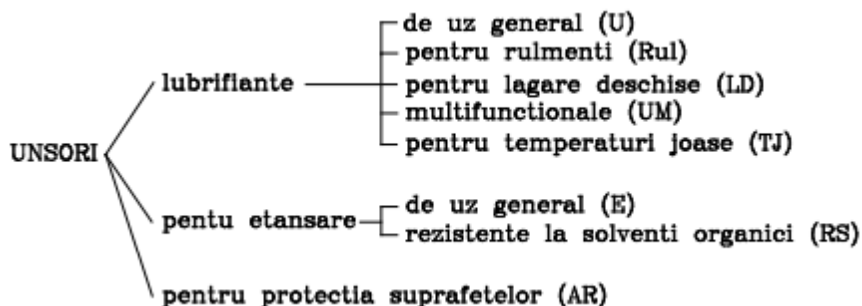 de uz general (U)
pentru rulmenti (Rul)
lubrifiante
pentru lagare deschise (LD)
multifunctionale (UM)
pentru temperaturi joase (TJ)
UNSORI
de uz general (E)
pentu etansare
rezistente la solventi organici (RS)
pentru protectia suprafetelor (AR)